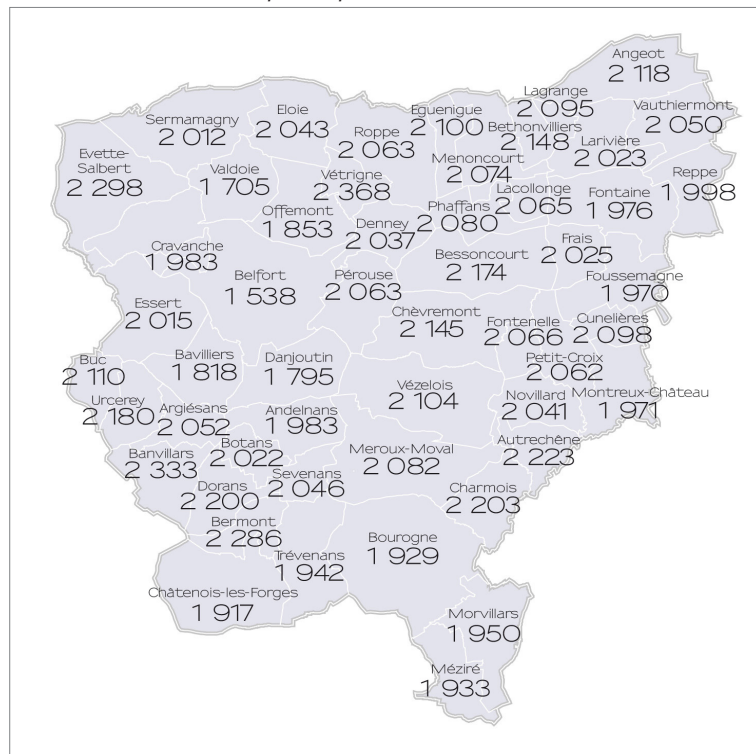 Angeot
2 118
Lagrange
2 095
Vauthiermont
2 050
Eloie
2 043
Eguenigue
2 100
Sermamagny
2 012
Roppe
2 063
Bethonvilliers
2 148
Larivière
2 023
Evette-
Salbert
2 298
Valdoie
1 705
Vétrigne
2 368
Menoncourt
2 074
Reppe
1 998
Lacollonge
2 065
Fontaine
1 976
Offemont
1 853
Phaffans
2 080
Denney
2 037
Cravanche
1 983
Frais
2 025
Bessoncourt
2 174
Belfort
1 538
Pérouse
2 063
Foussemagne
1 970
Essert
2 015
Chèvremont
2 145
Fontenelle
2 066
Cunelières
2 098
Buc
2 110
Bavilliers
1 818
Danjoutin
1 795
Petit-Croix
2 062
Vézelois
2 104
Novillard
2 041
Montreux-Château
1 971
Urcerey
2 180
Argiésans
2 052
Andelnans
1 983
Autrechêne
2 223
Botans
2 022
Banvillars
2 333
Meroux-Moval
2 082
Sevenans
2 046
Dorans
2 200
Charmois
2 203
Bermont
2 286
Bourogne
1 929
Trévenans
1 942
Châtenois-les-Forges
1 917
Morvillars
1 950
Méziré
1 933